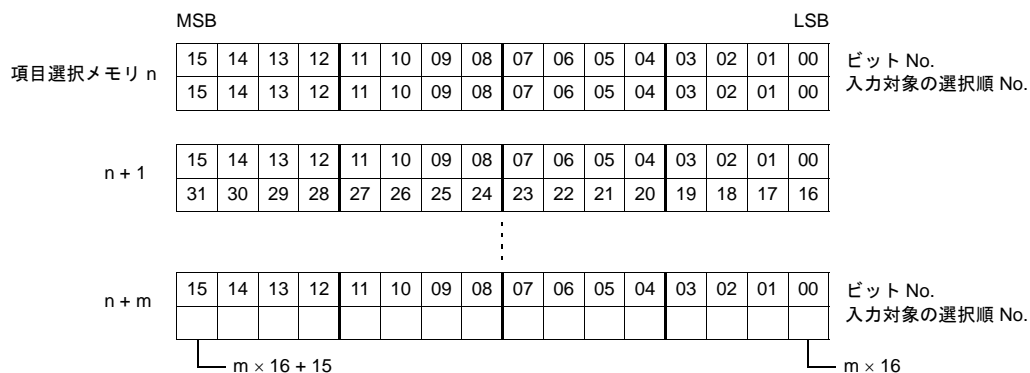 MSB LSB
項目選択メモリ n 15 14 13 12 11 10 09 08 07 06 05 04 03 02 01 00 ビット No.
15 14 13 12 11 10 09 08 07 06 05 04 03 02 01 00 入力対象の選択順 No.
n + 1 15 14 13 12 11 10 09 08 07 06 05 04 03 02 01 00
31 30 29 28 27 26 25 24 23 22 21 20 19 18 17 16
n + m 15 14 13 12 11 10 09 08 07 06 05 04 03 02 01 00 ビット No.
入力対象の選択順 No.
m × 16 + 15 m × 16